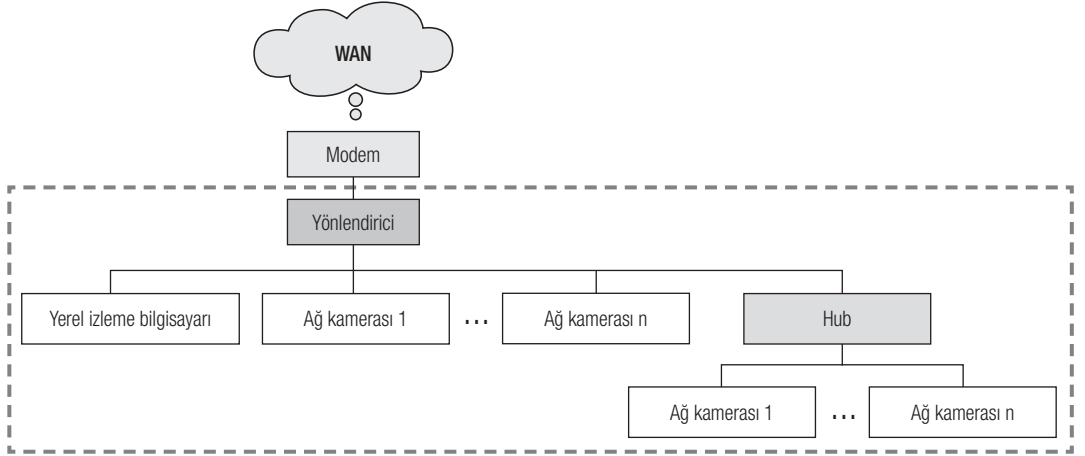 WAN
Modem
Yönlendirici
Yerel izleme bilgisayarı
Ağ kamerası 1
...
Ağ kamerası n
Hub
Ağ kamerası 1
...
Ağ kamerası n